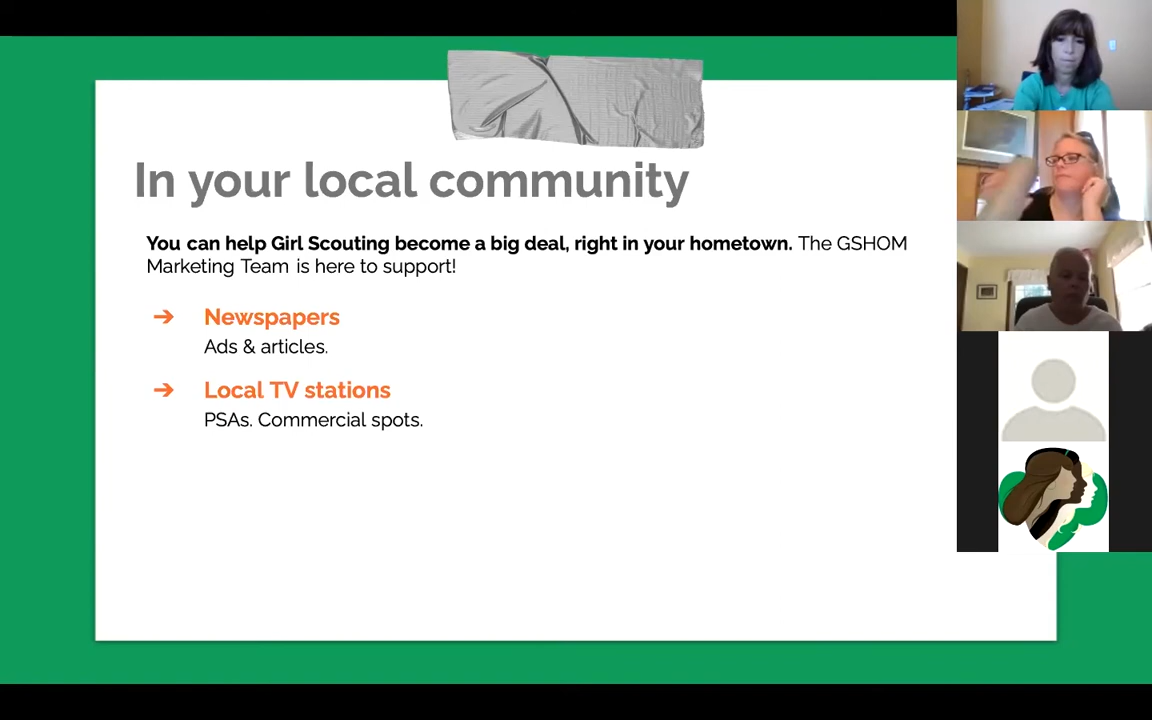 In your local community
You can help Girl Scouting become a big deal, right in your hometown. The GSHOM
Marketing Team is here to support!
➔ Newspapers
Ads & articles.
➔ Local TV stations
PSAs. Commercial spots.